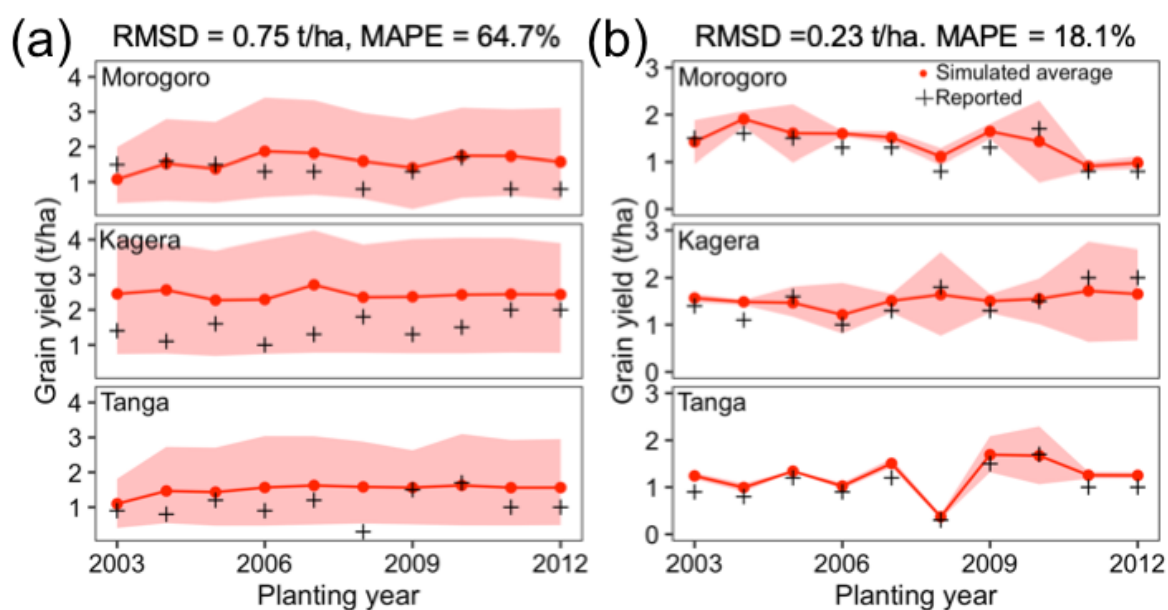 (a) RMSD = 0.75 t/ha, MAPE = 64.7%
Morogoro
4
3
2
1
Kagera
4
3
2
1
Tanga
4
3
2
1
Grain yield (t/ha)
2003 2006 2009 2012
Planting year
(b) RMSD =0.23 t/ha. MAPE = 18.1%
Morogoro
Simulated average
Reported
3
2
1
0
Kagera
3
2
1
0
Tanga
3
2
1
0
Grain yield (t/ha)
2003 2006 2009 2012
Planting year